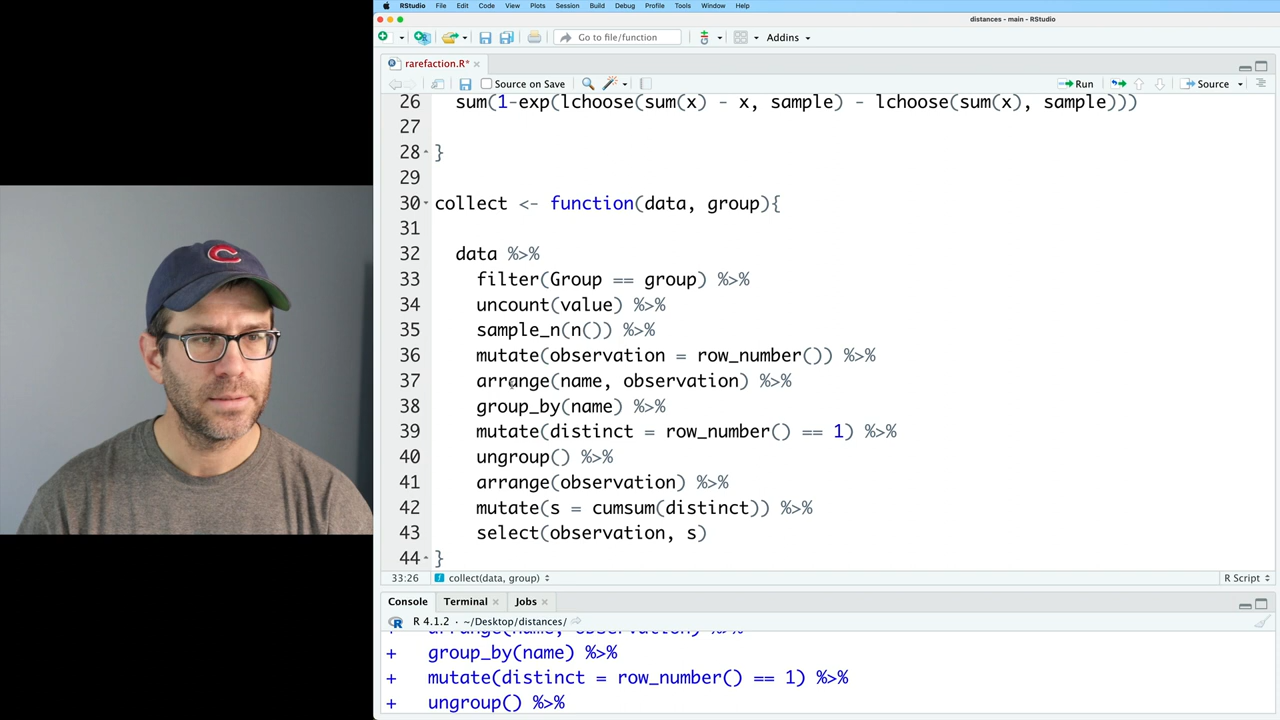 RStudio File Edit Code View Plots Session Build Debug Profile Tools Window Help
distances - main - RStudio
Go to file/function Addins
rarefaction.R*
Source on Save Run Source
26 sum(1-exp(lchoose(sum(x) - x, sample) - lchoose(sum(x), sample)))
27
28 }
29
30 collect <- function(data, group){
31
32 data %>%
33 filter(Group == group) %>%
34 uncount(value) %>%
35 sample_n(n()) %>%
36 mutate(observation = row_number()) %>%
37 arrange(name, observation) %>%
38 group_by(name) %>%
39 mutate(distinct = row_number() == 1) %>%
40 ungroup() %>%
41 arrange(observation) %>%
42 mutate(s = cumsum(distinct)) %>%
43 select(observation, s)
44 }
33:26 collect(data, group) R Script
Console Terminal Jobs
R 4.1.2 · ~/Desktop/distances/
+ arrange(name, observation) %>%
+ group_by(name) %>%
+ mutate(distinct = row_number() == 1) %>%
+ ungroup() %>%